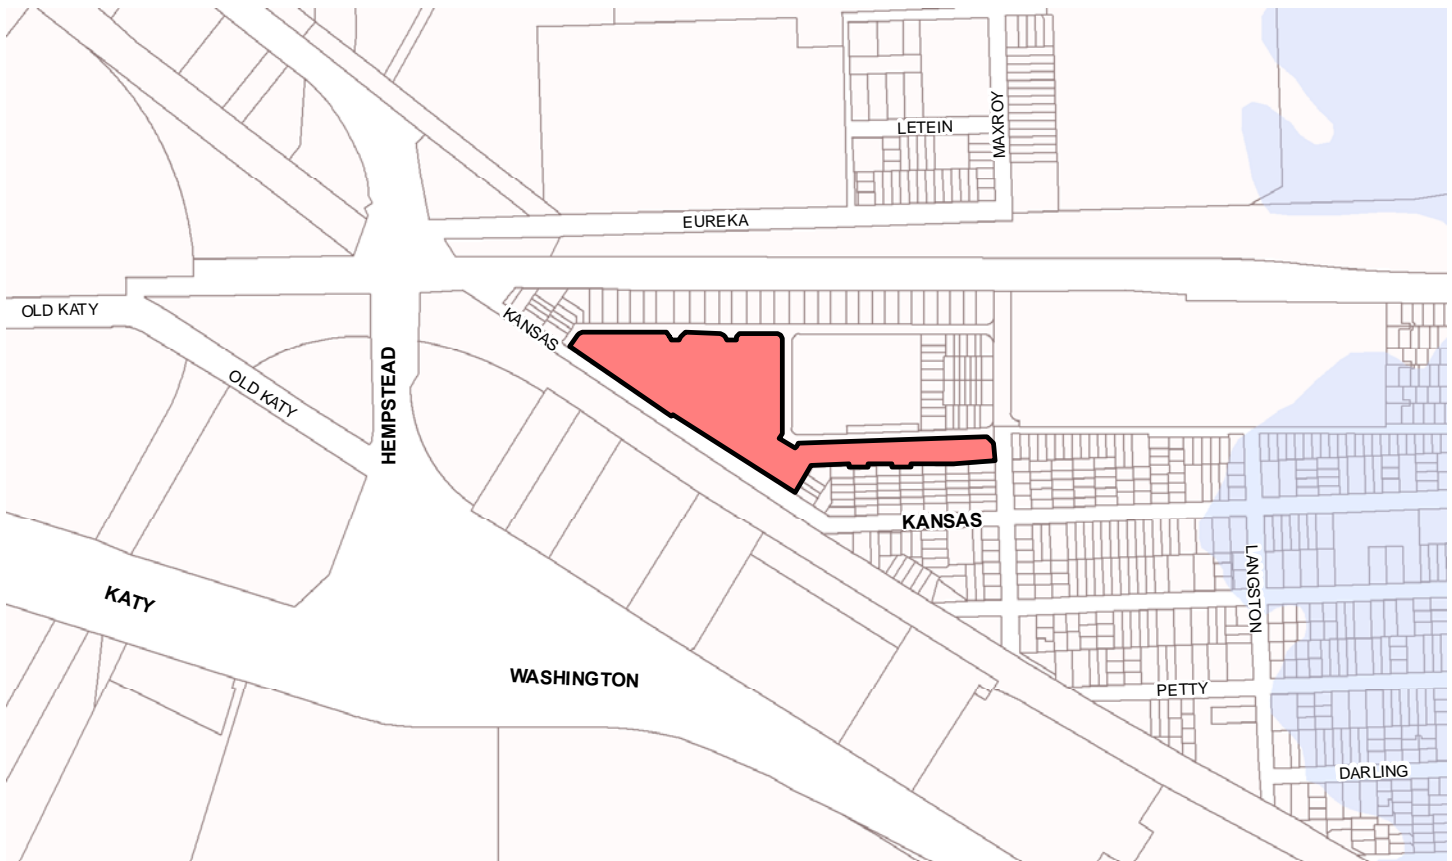 MAXROY
LETEIN
EUREKA
OLD KATY
KANSAS
OLD KATY
HEMPSTEAD
KANSAS
LANGSTON
KATY
WASHINGTON
PETTY
DARLING